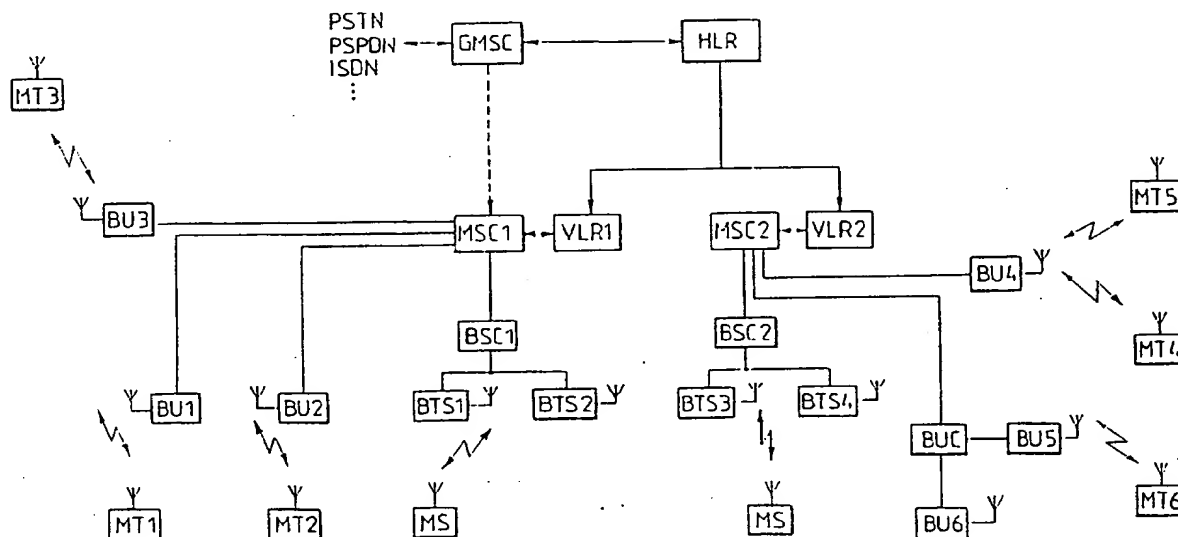 PSTN
PSPDN
ISDN
⋮
GMSC
HLR
MT3
BU3
MSC1
VLR1
MSC2
VLR2
MT5
BU4
BSC1
BSC2
MT4
BU1
BU2
BTS1
BTS2
BTS3
BTS4
BUC
BU5
MT1
MT2
MS
MS
BU6
MT6